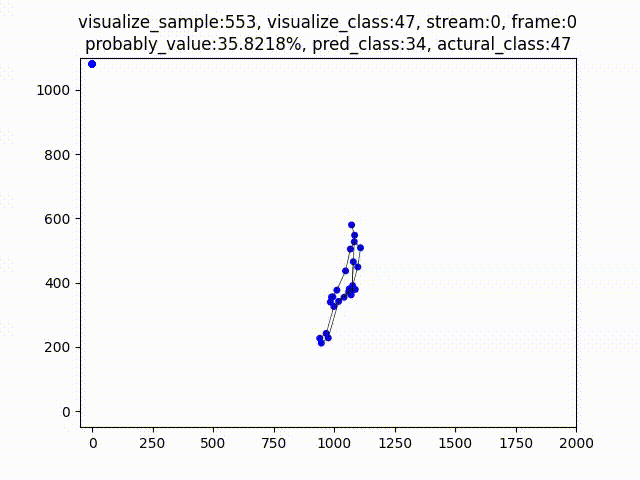 visualize_sample:553, visualize_class:47, stream:0, frame:0
probably_value:35.8218%, pred_class:34, actural_class:47
1000
800
600
400
200
0
0 250 500 750 1000 1250 1500 1750 2000